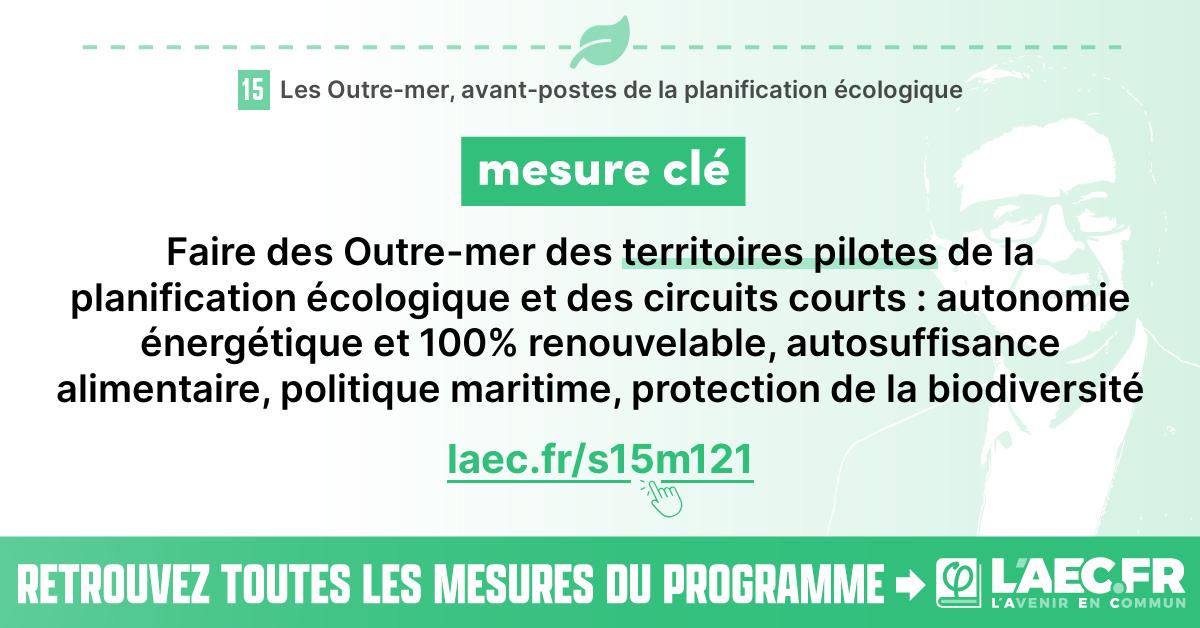 15 Les Outre-mer, avant-postes de la planification écologique
mesure clé
Faire des Outre-mer des territoires pilotes de la
planification écologique et des circuits courts : autonomie
énergétique et 100% renouvelable, autosuffisance
alimentaire, politique maritime, protection de la biodiversité
laec.fr/s15m121
RETROUVEZ TOUTES LES MESURES DU PROGRAMME
φ L'AEC.FR
L'AVENIR EN COMMUN